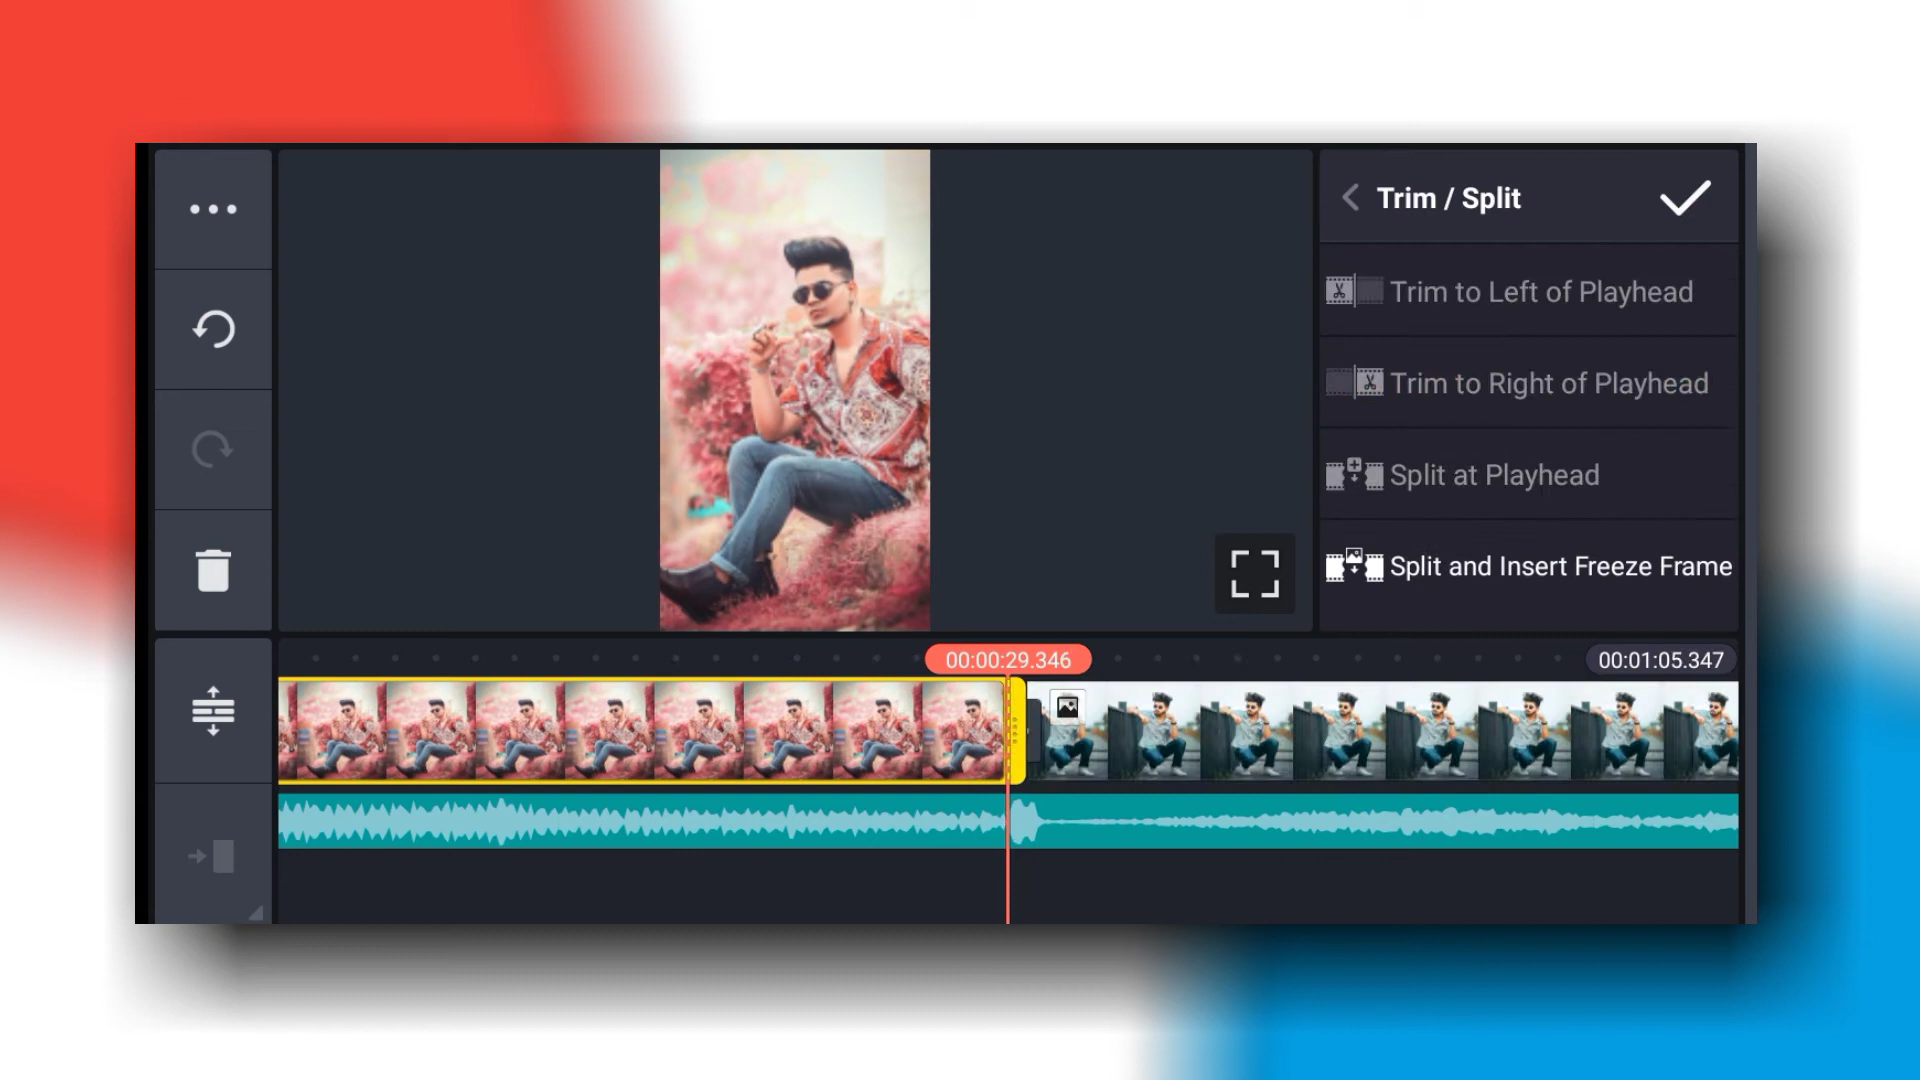 Trim / Split
Trim to Left of Playhead
Trim to Right of Playhead
Split at Playhead
Split and Insert Freeze Frame
00:00:29.346
00:01:05.347